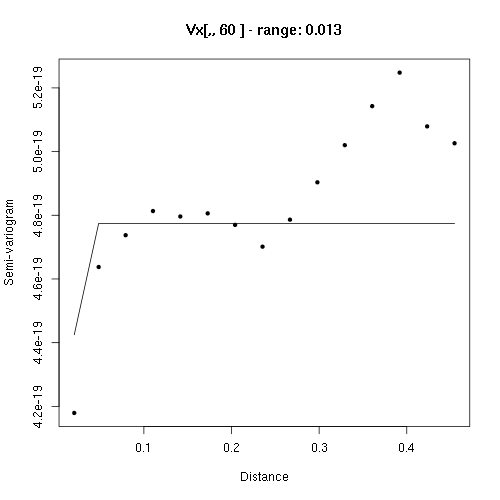 Vx[,, 60 ] - range: 0.013
5.2e-19
5.0e-19
4.8e-19
4.6e-19
4.4e-19
4.2e-19
Semi-variogram
0.1 0.2 0.3 0.4
Distance